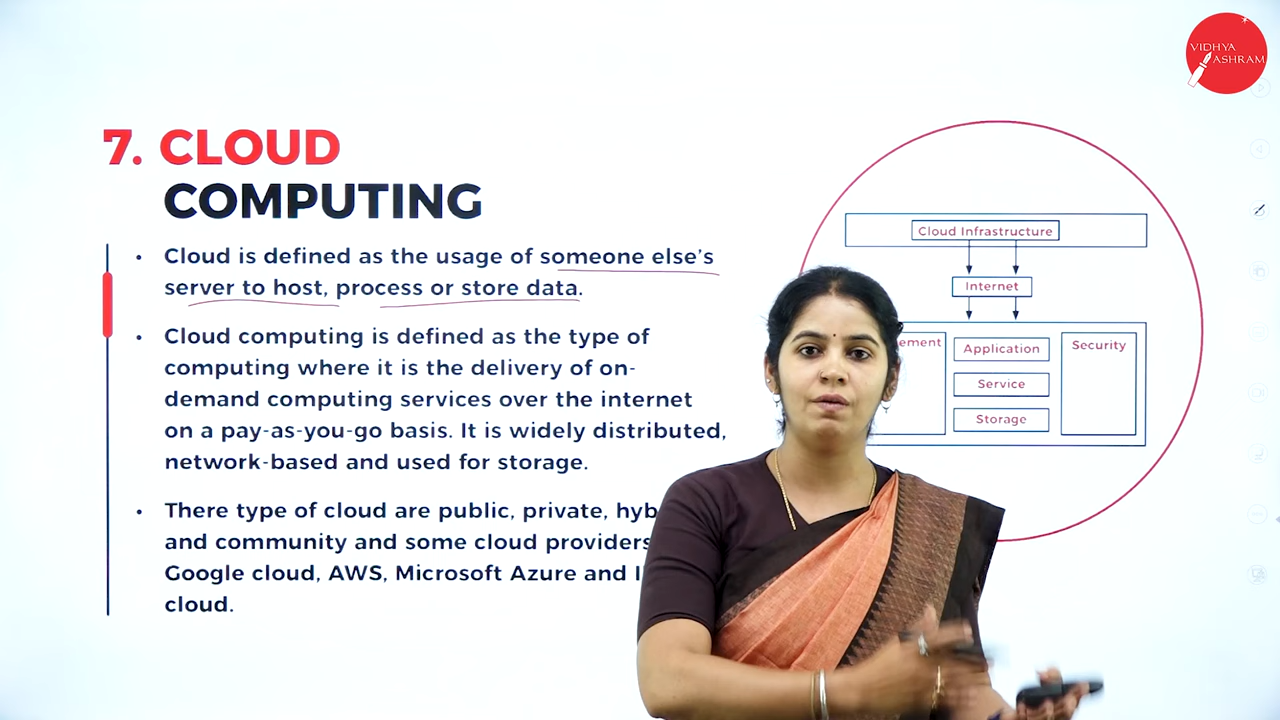 VIDHYA
ASHRAM
7. CLOUD
COMPUTING
• Cloud is defined as the usage of someone else's
server to host, process or store data.
• Cloud computing is defined as the type of
computing where it is the delivery of on-
demand computing services over the internet
on a pay-as-you-go basis. It is widely distributed,
network-based and used for storage.
• There type of cloud are public, private,
and community and some cloud providers
Google cloud, AWS, Microsoft Azure and
cloud.
Cloud Infrastructure
Internet
Application
Service
Storage
Security